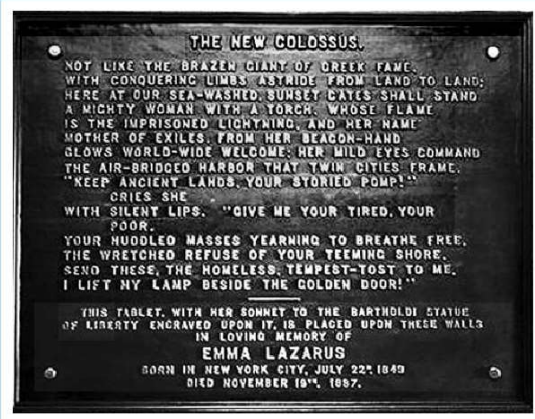 THE NEW COLOSSUS.
NOT LIKE THE BRAZEN GIANT OF GREEK FAME,
WITH CONQUERING LIMBS ASTRIDE FROM LAND TO LAND;
HERE AT OUR SEA-WASHED, SUNSET GATES SHALL STAND
A MIGHTY WOMAN WITH A TORCH, WHOSE FLAME
IS THE IMPRISONED LIGHTNING, AND HER NAME
MOTHER OF EXILES. FROM HER BEACON-HAND
GLOWS WORLD-WIDE WELCOME; HER MILD EYES COMMAND
THE AIR-BRIDGED HARBOR THAT TWIN CITIES FRAME.
"KEEP ANCIENT LANDS, YOUR STORIED POMP!"
CRIES SHE
WITH SILENT LIPS. "GIVE ME YOUR TIRED, YOUR
POOR,
YOUR HUDDLED MASSES YEARNING TO BREATHE FREE,
THE WRETCHED REFUSE OF YOUR TEEMING SHORE.
SEND THESE, THE HOMELESS, TEMPEST-TOST TO ME.
I LIFT MY LAMP BESIDE THE GOLDEN DOOR!"
THIS TABLET, WITH HER SONNET TO THE BARTHOLDI STATUE
OF LIBERTY ENGRAVED UPON IT, IS PLACED UPON THESE WALLS
IN LOVING MEMORY OF
EMMA LAZARUS
BORN IN NEW YORK CITY, JULY 22ND, 1849
DIED NOVEMBER 19TH, 1887.